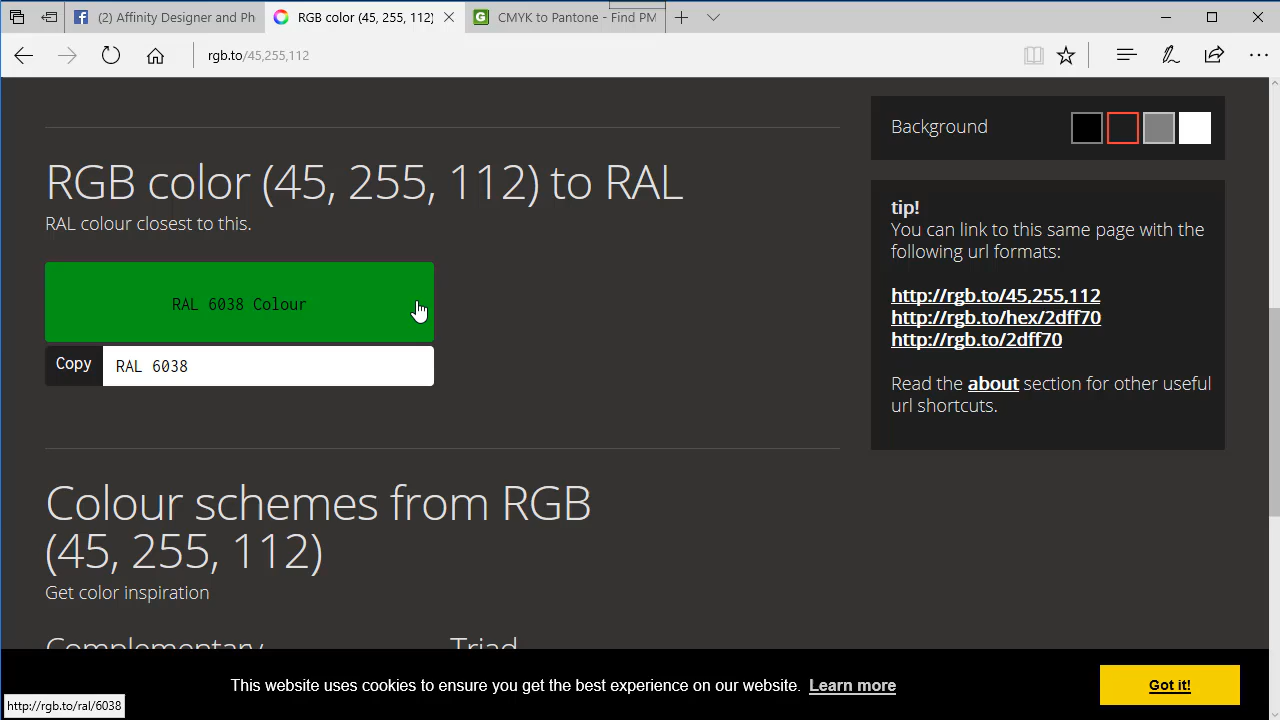 (2) Affinity Designer and Ph
RGB color (45, 255, 112)
CMYK to Pantone - Find PM
rgb.to/45,255,112
Background
RGB color (45, 255, 112) to RAL
RAL colour closest to this.
RAL 6038 Colour
Copy
RAL 6038
tip!
You can link to this same page with the
following url formats:
http://rgb.to/45,255,112
http://rgb.to/hex/2dff70
http://rgb.to/2dff70
Read the about section for other useful
url shortcuts.
Colour schemes from RGB
(45, 255, 112)
Get color inspiration
Complementary
Triad
This website uses cookies to ensure you get the best experience on our website. Learn more
Got it!
http://rgb.to/ral/6038